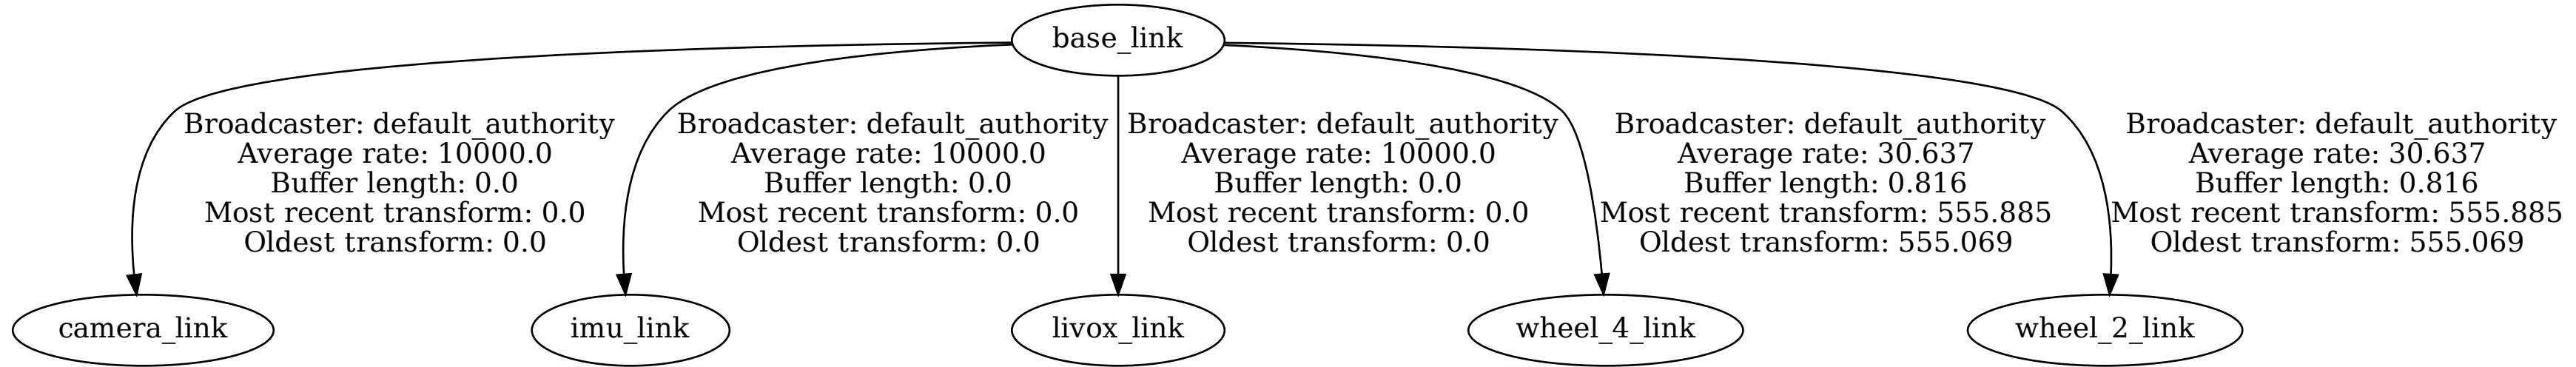 base_link
Broadcaster: default_authority
Average rate: 10000.0
Buffer length: 0.0
Most recent transform: 0.0
Oldest transform: 0.0
Broadcaster: default_authority
Average rate: 10000.0
Buffer length: 0.0
Most recent transform: 0.0
Oldest transform: 0.0
Broadcaster: default_authority
Average rate: 10000.0
Buffer length: 0.0
Most recent transform: 0.0
Oldest transform: 0.0
Broadcaster: default_authority
Average rate: 30.637
Buffer length: 0.816
Most recent transform: 555.885
Oldest transform: 555.069
Broadcaster: default_authority
Average rate: 30.637
Buffer length: 0.816
Most recent transform: 555.885
Oldest transform: 555.069
camera_link
imu_link
livox_link
wheel_4_link
wheel_2_link